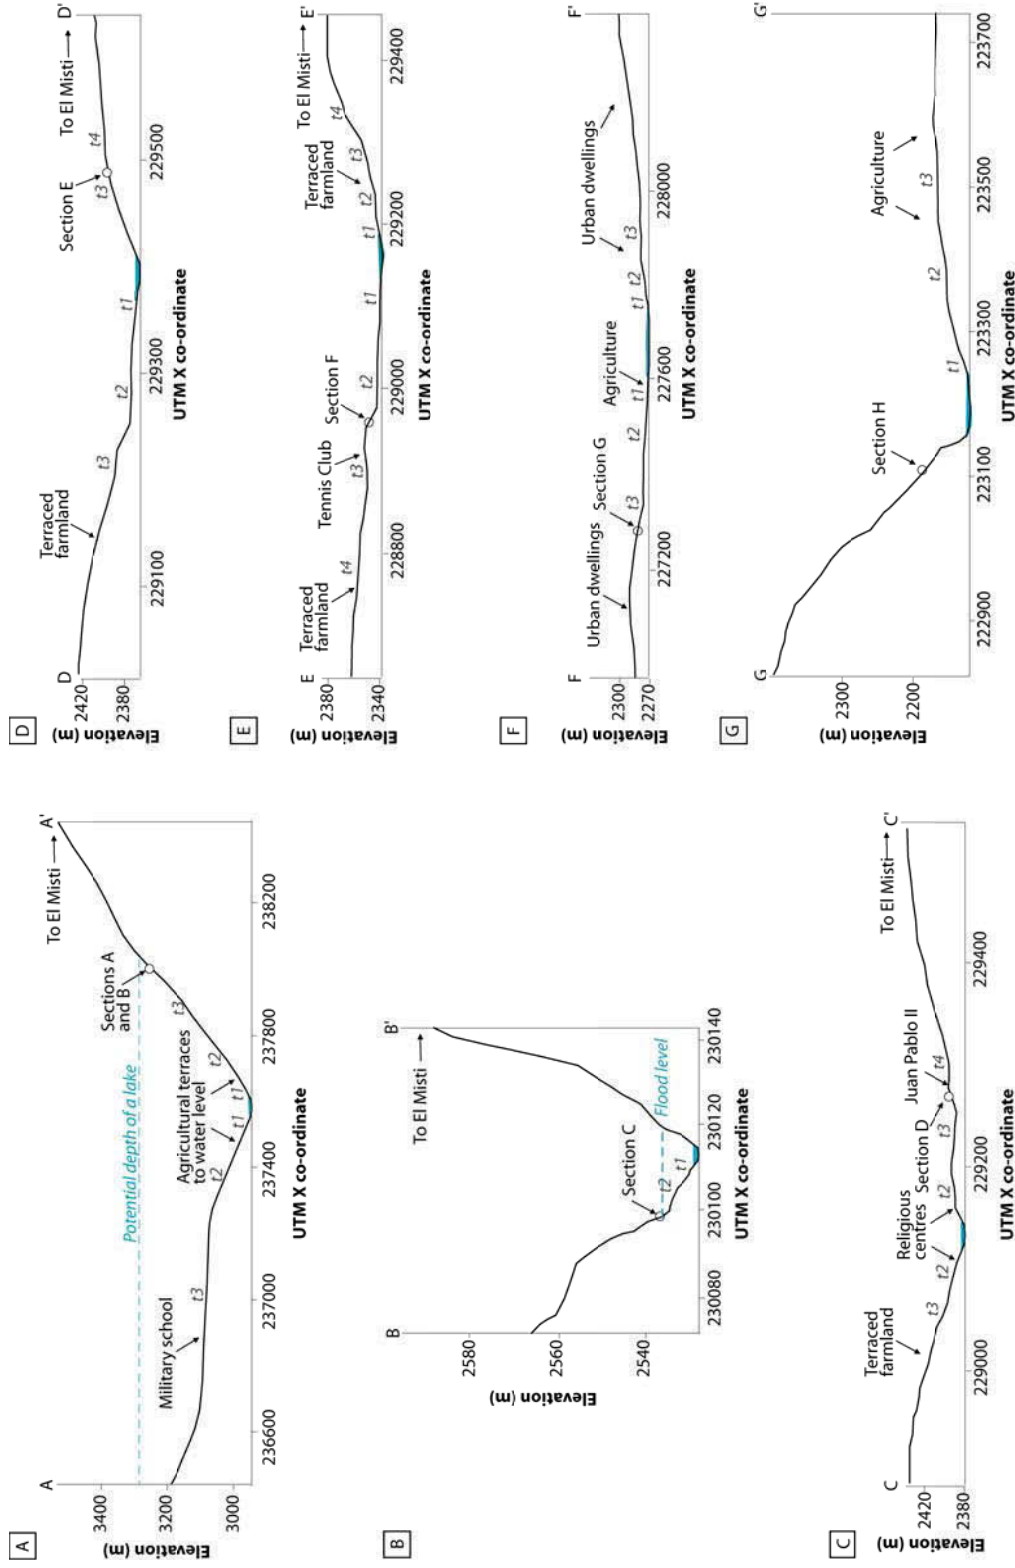 A
A
A'
To El Misti
Sections A
and B
Potential depth of a lake
Military school
Agricultural terraces
to water level
t3
t2
t1
t1
t2
t3
3400
3200
3000
Elevation (m)
236600
237000
237400
237800
238200
UTM X co-ordinate
B
B
B'
To El Misti
Section C
Flood level
t2
t1
2580
2560
2540
Elevation (m)
230080
230100
230120
230140
UTM X co-ordinate
C
C
C'
Terraced
farmland
Religious
centres
Section D
Juan Pablo II
To El Misti
t3
t2
t2
t3
t4
2420
2380
Elevation (m)
229000
229200
229400
UTM X co-ordinate
D
D
D'
Terraced
farmland
Section E
To El Misti
t3
t2
t1
t3
t4
2420
2380
Elevation (m)
229100
229300
229500
UTM X co-ordinate
E
E
E'
Terraced
farmland
Tennis Club
Section F
Terraced
farmland
To El Misti
t4
t3
t2
t1
t1
t2
t3
t4
2380
2340
Elevation (m)
228800
229000
229200
229400
UTM X co-ordinate
F
F
F'
Urban dwellings
Section G
Agriculture
Urban dwellings
t3
t2
t1
t1
t2
t3
2300
2270
Elevation (m)
227200
227600
228000
UTM X co-ordinate
G
G
G'
Section H
Agriculture
t1
t2
t3
2300
2200
Elevation (m)
222900
223100
223300
223500
223700
UTM X co-ordinate